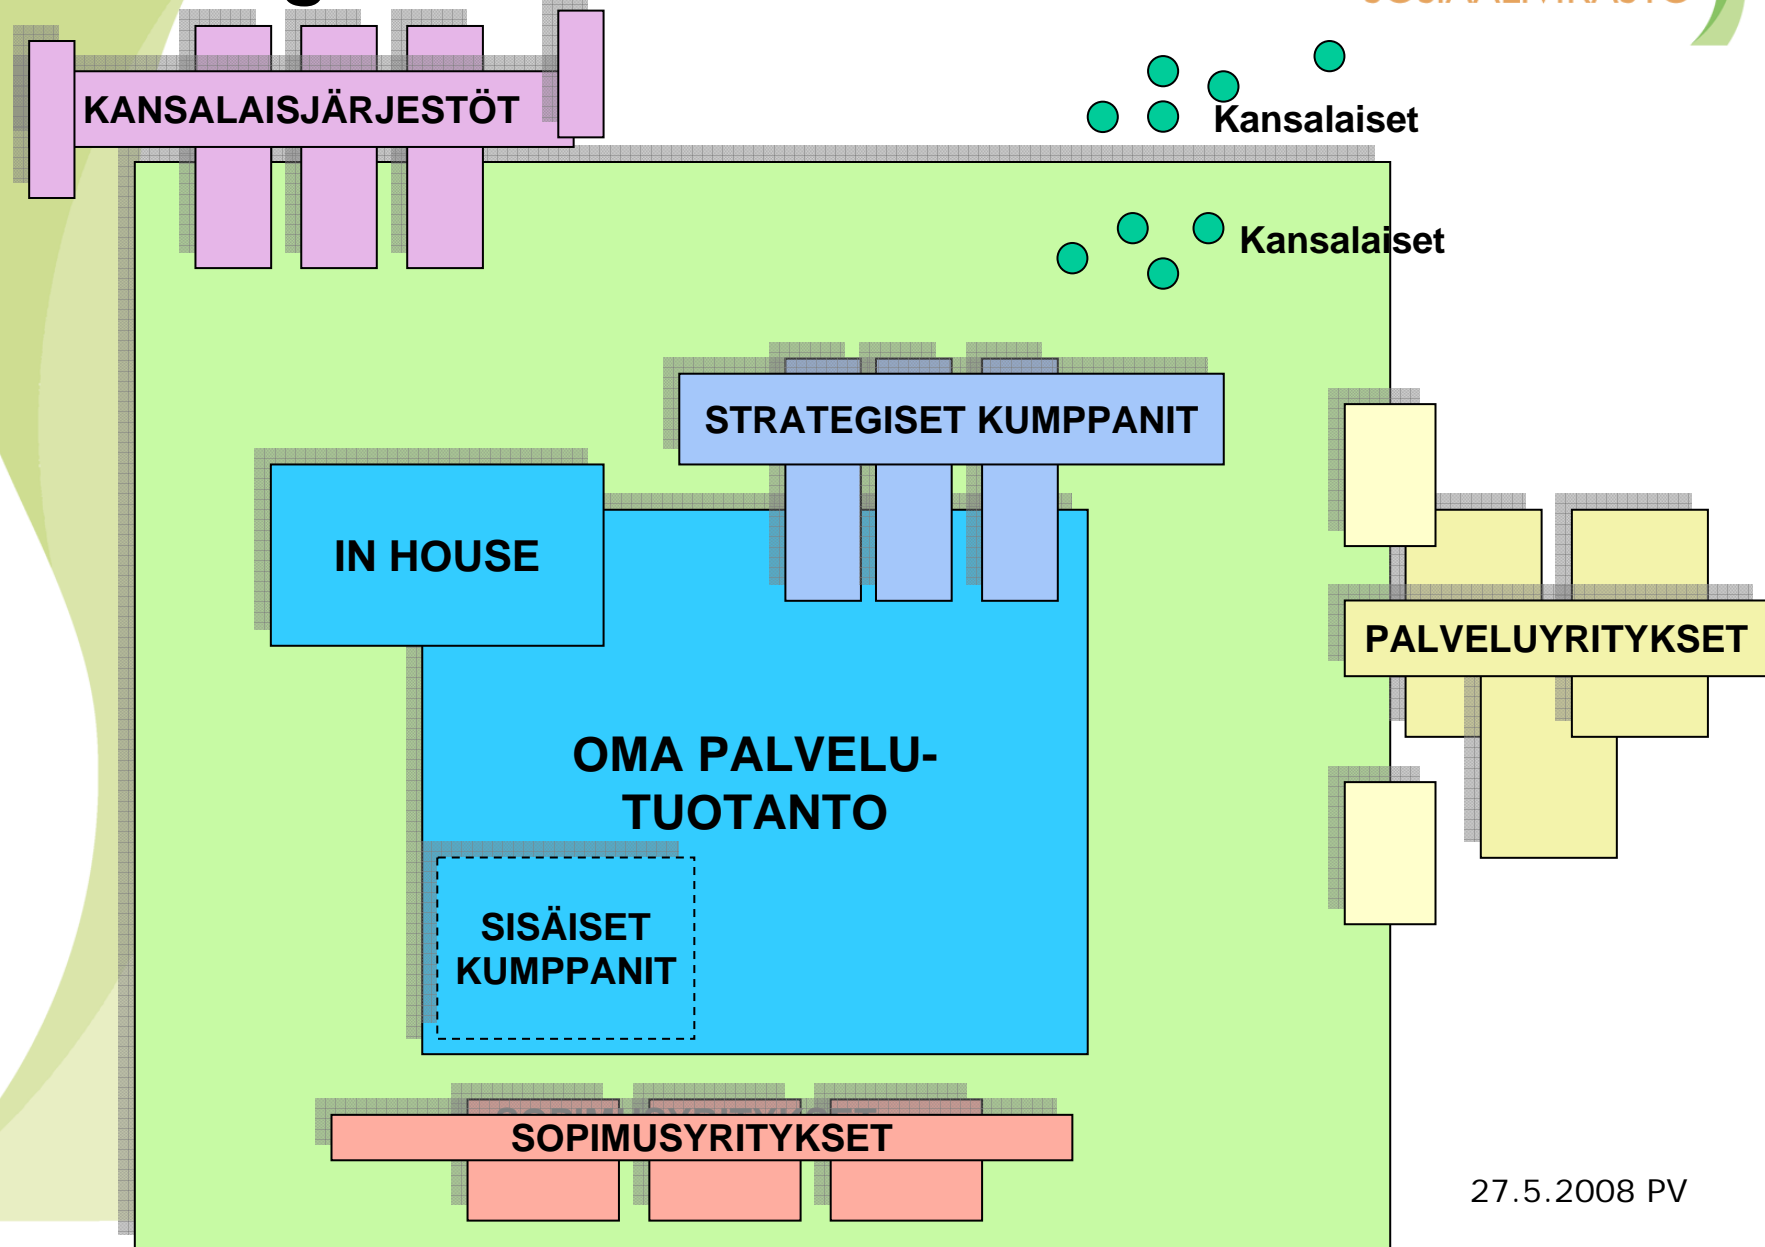 KANSALAISJÄRJESTÖT
Kansalaiset
Kansalaiset
STRATEGISET KUMPPANIT
IN HOUSE
PALVELUYRITYKSET
OMA PALVELU-
TUOTANTO
SISÄISET
KUMPPANIT
SOPIMUSYRITYKSET
27.5.2008 PV